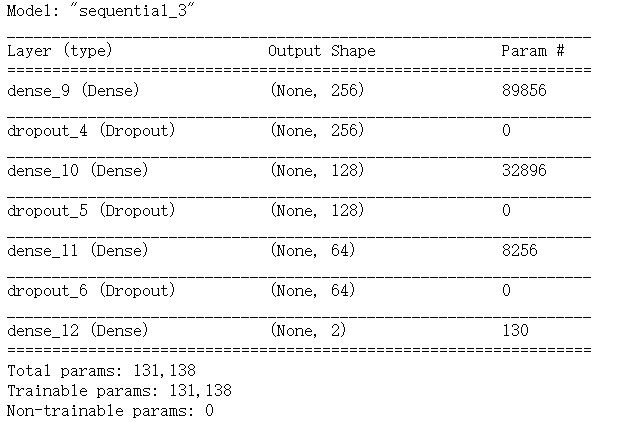 Model: "sequential_3"
_________________________________________________________________
Layer (type)                 Output Shape              Param #
=================================================================
dense_9 (Dense)              (None, 256)               89856
_________________________________________________________________
dropout_4 (Dropout)          (None, 256)               0
_________________________________________________________________
dense_10 (Dense)             (None, 128)               32896
_________________________________________________________________
dropout_5 (Dropout)          (None, 128)               0
_________________________________________________________________
dense_11 (Dense)             (None, 64)                8256
_________________________________________________________________
dropout_6 (Dropout)          (None, 64)                0
_________________________________________________________________
dense_12 (Dense)             (None, 2)                 130
=================================================================
Total params: 131,138
Trainable params: 131,138
Non-trainable params: 0